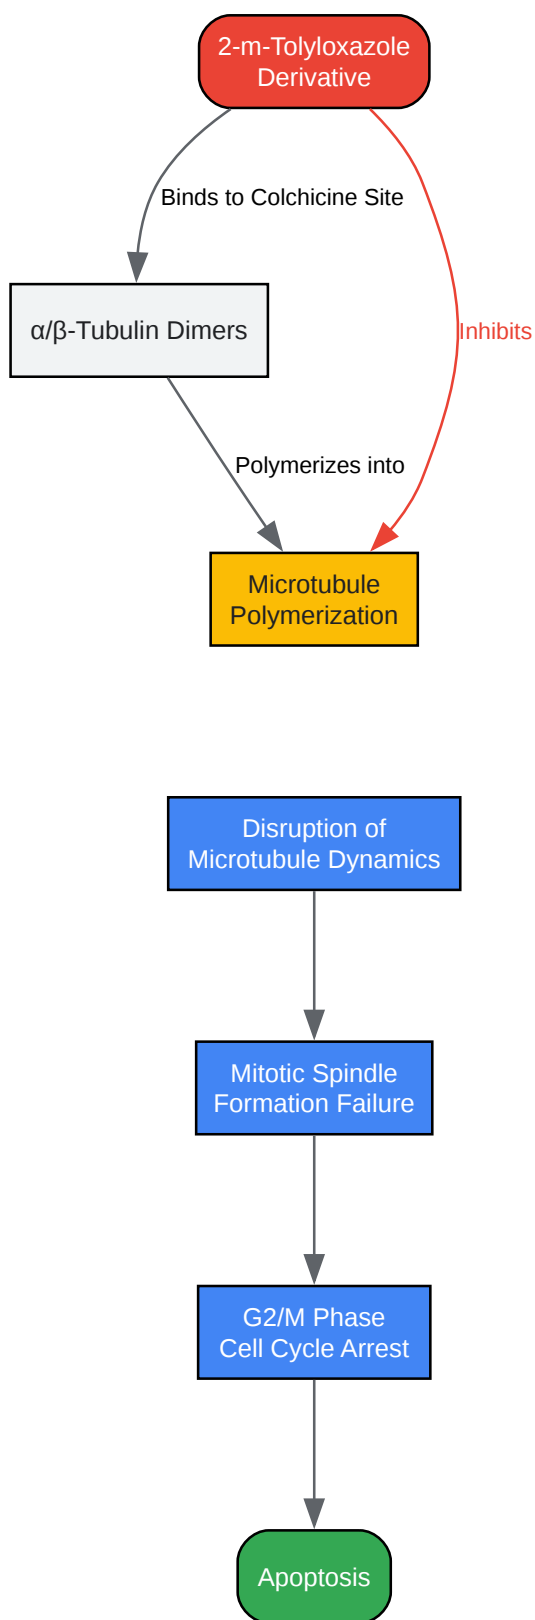 2-m-Tolyloxazole
Derivative
Binds to Colchicine Site
α/β-Tubulin Dimers
Inhibits
Polymerizes into
Microtubule
Polymerization
Disruption of
Microtubule Dynamics
Mitotic Spindle
Formation Failure
G2/M Phase
Cell Cycle Arrest
Apoptosis